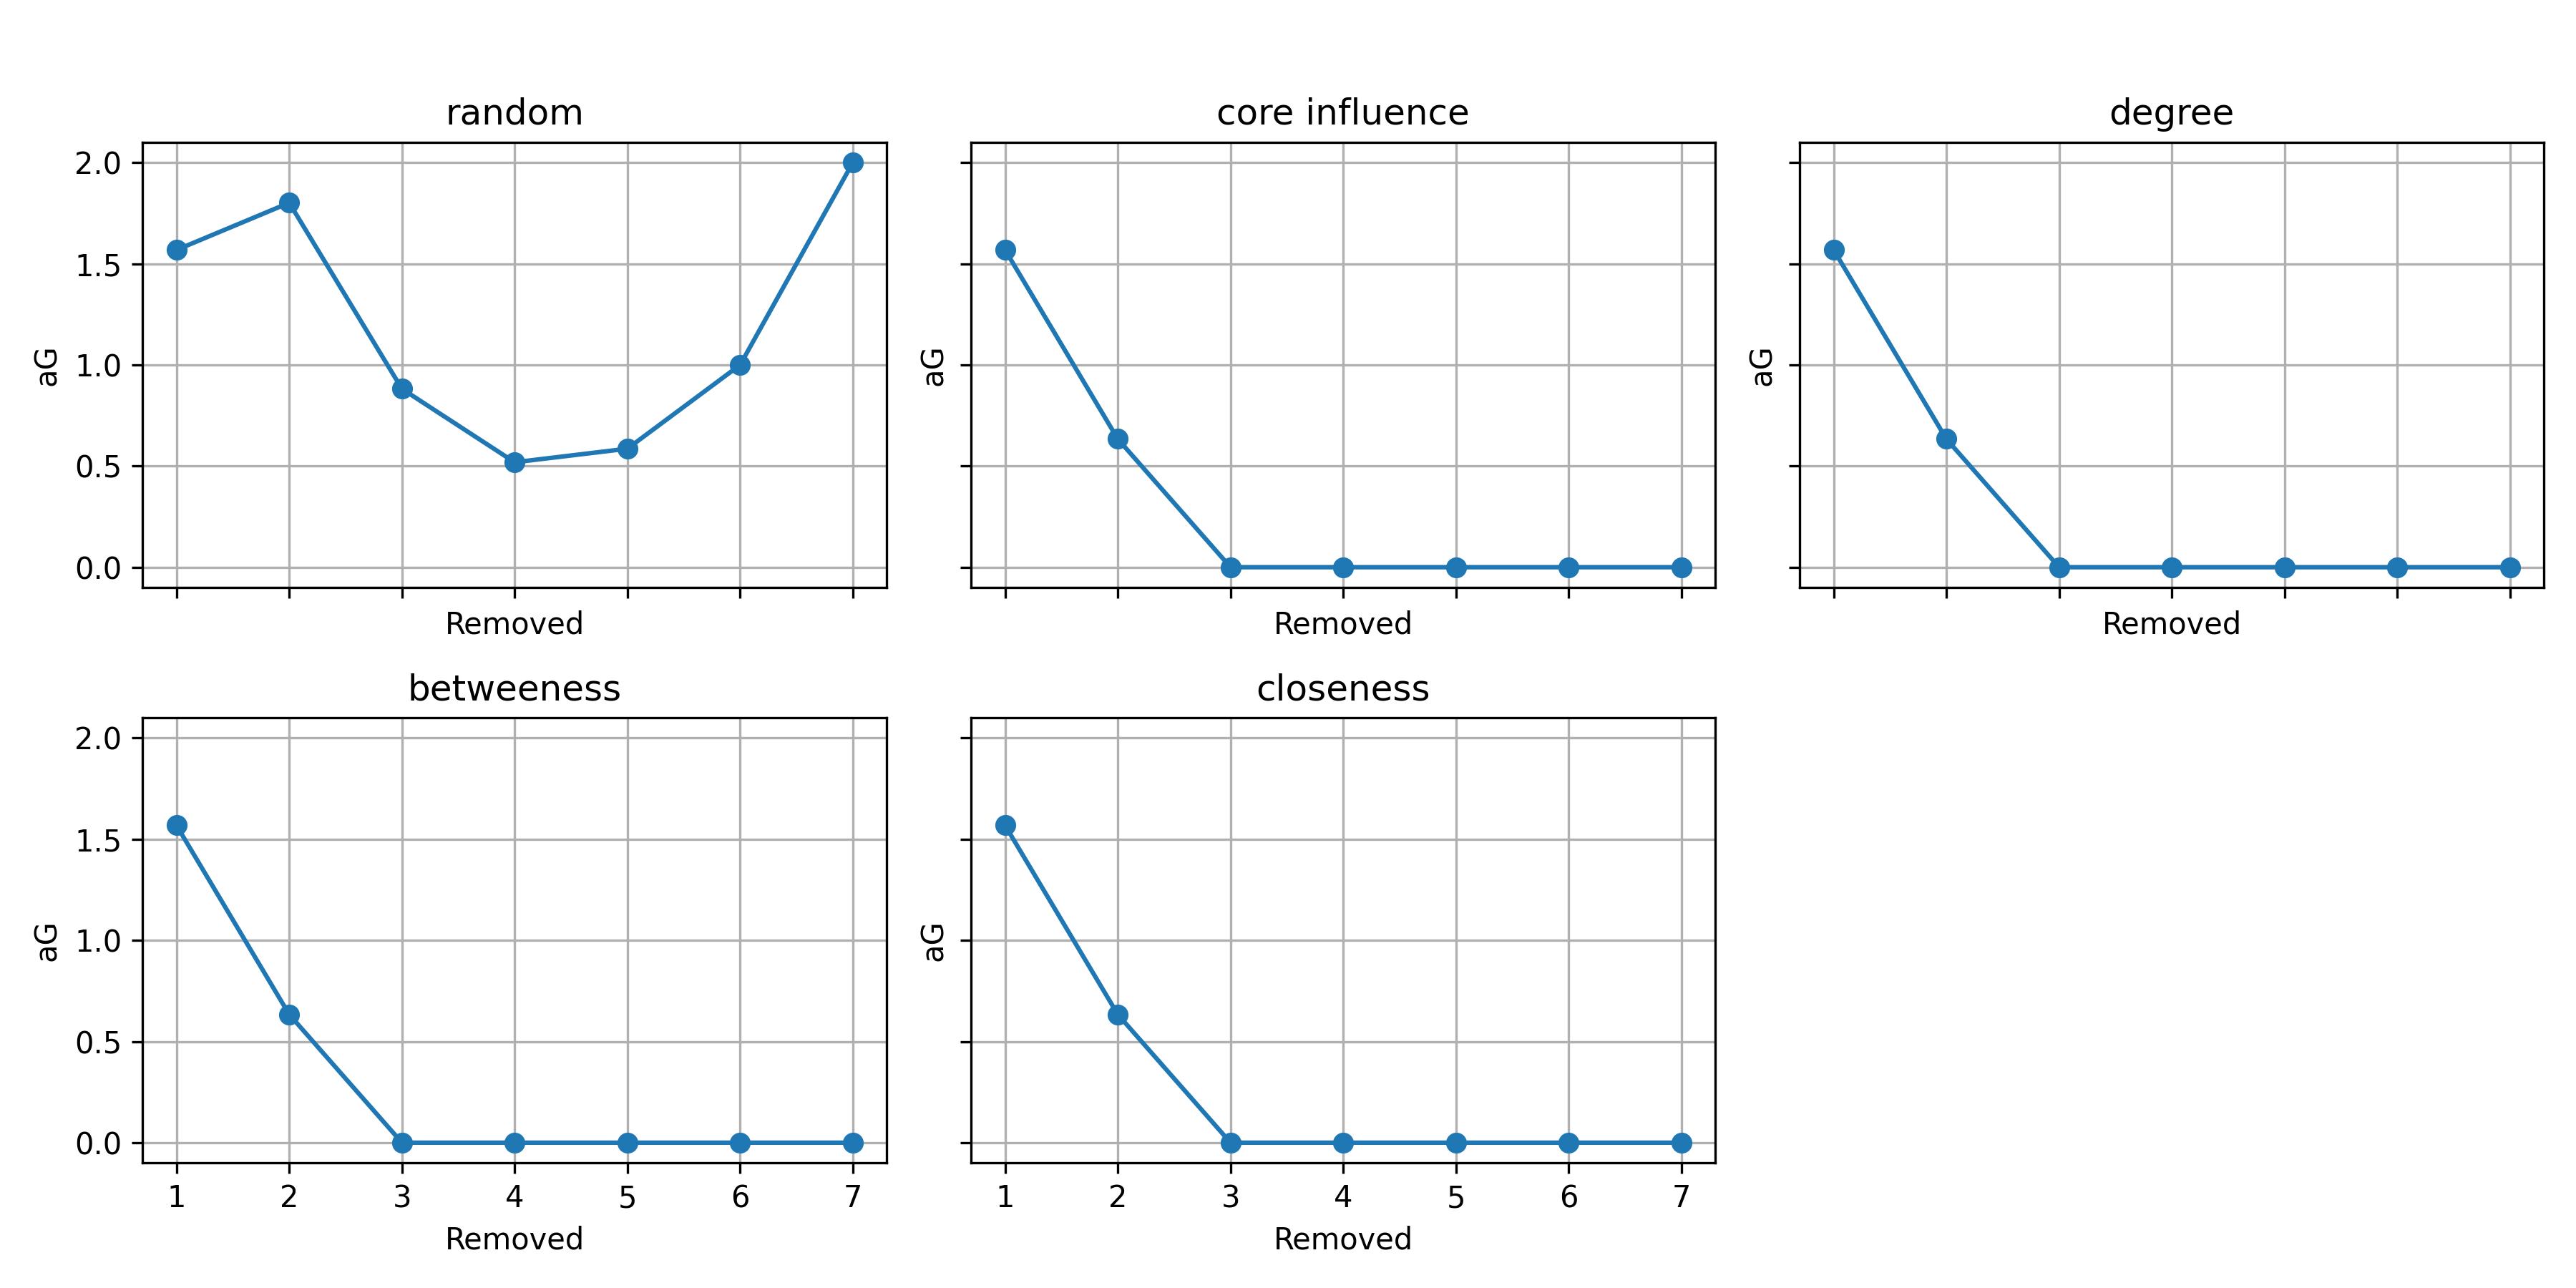 random
core influence
degree
2.0
1.5
1.0
0.5
0.0
aG
aG
aG
Removed
Removed
Removed
betweeness
closeness
2.0
1.5
1.0
0.5
0.0
aG
aG
1 2 3 4 5 6 7
1 2 3 4 5 6 7
Removed
Removed